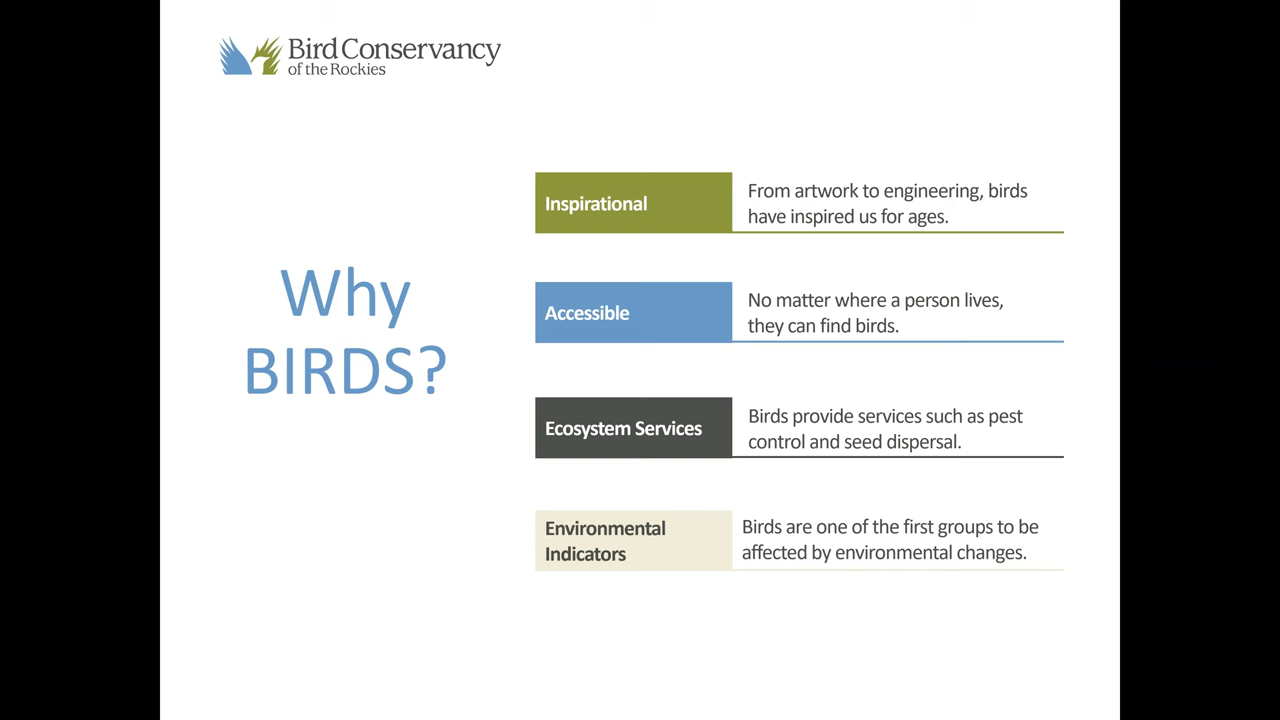 Bird Conservancy
of the Rockies
Why
BIRDS?
Inspirational
From artwork to engineering, birds
have inspired us for ages.
Accessible
No matter where a person lives,
they can find birds.
Ecosystem Services
Birds provide services such as pest
control and seed dispersal.
Environmental
Indicators
Birds are one of the first groups to be
affected by environmental changes.